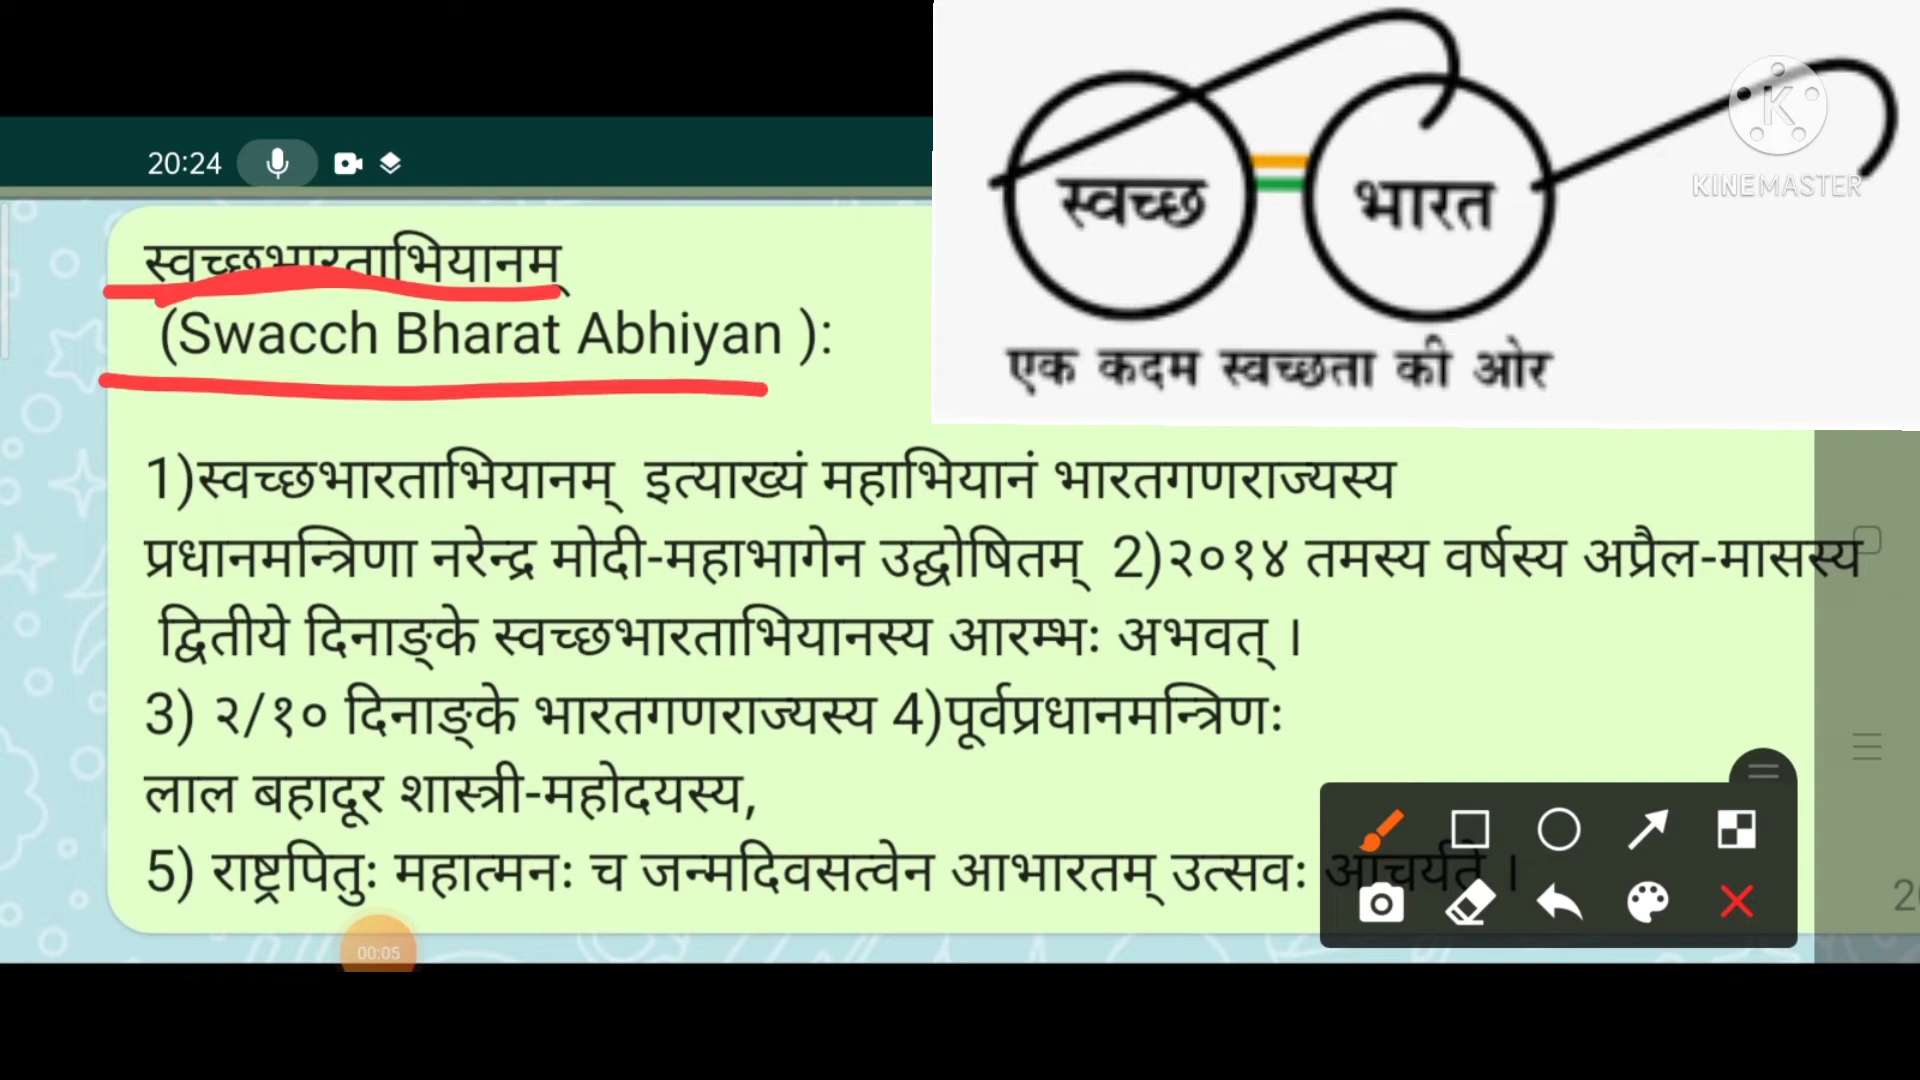 20:24
स्वच्छभारताभियानम्
(Swacch Bharat Abhiyan ):
स्वच्छ भारत
एक कदम स्वच्छता की ओर
KINEMASTER
1)स्वच्छभारताभियानम् इत्याख्यं महाभियानं भारतगणराज्यस्य
प्रधानमन्त्रिणा नरेन्द्र मोदी-महाभागेन उद्घोषितम् 2)२०१४ तमस्य वर्षस्य अप्रैल-मासस्य
द्वितीये दिनाङ्के स्वच्छभारताभियानस्य आरम्भः अभवत् ।
3) २/१० दिनाङ्के भारतगणराज्यस्य 4)पूर्वप्रधानमन्त्रिणः
लाल बहादूर शास्त्री-महोदयस्य,
5) राष्ट्रपितुः महात्मनः च जन्मदिवसत्वेन आभारतम् उत्सवः आचर्यते ।
00:05